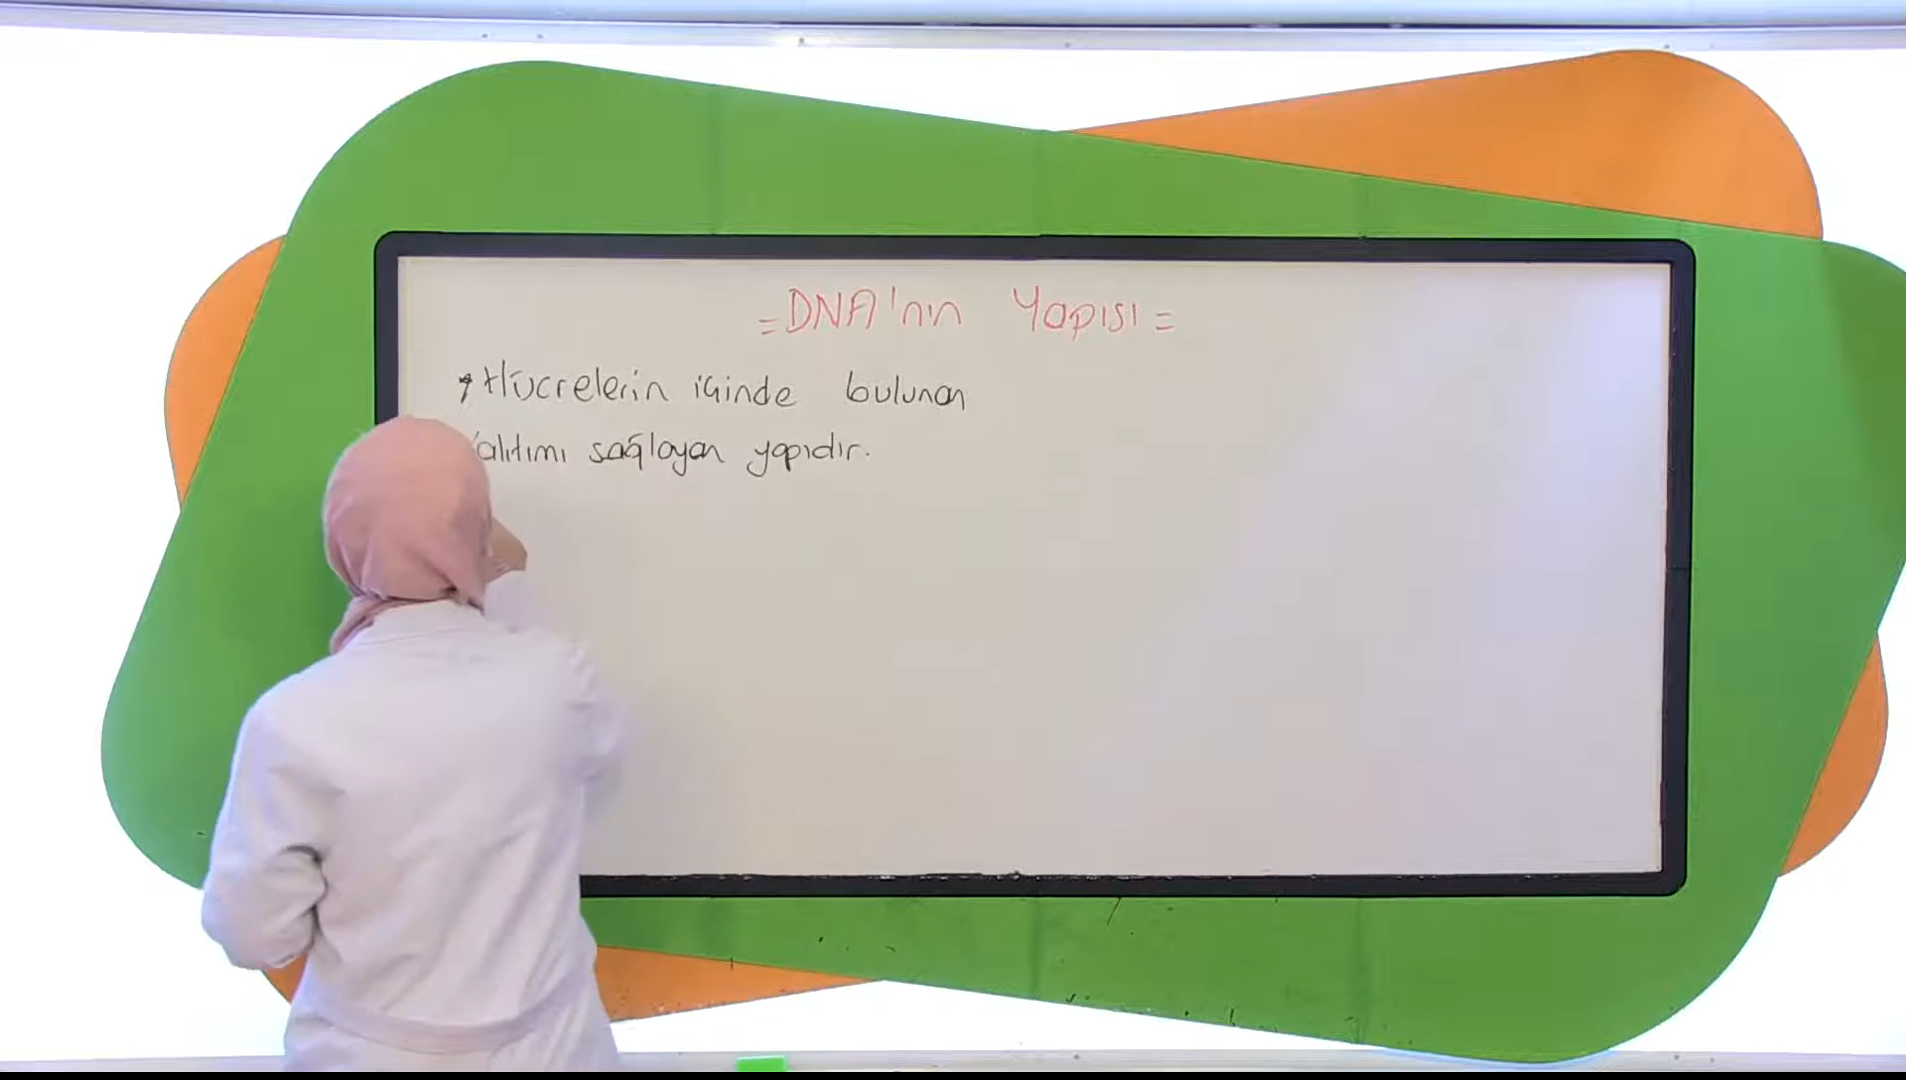 =DNA'nın Yapısı=
*Hücrelerin içinde bulunan
kalıtımı sağlayan yapıdır.